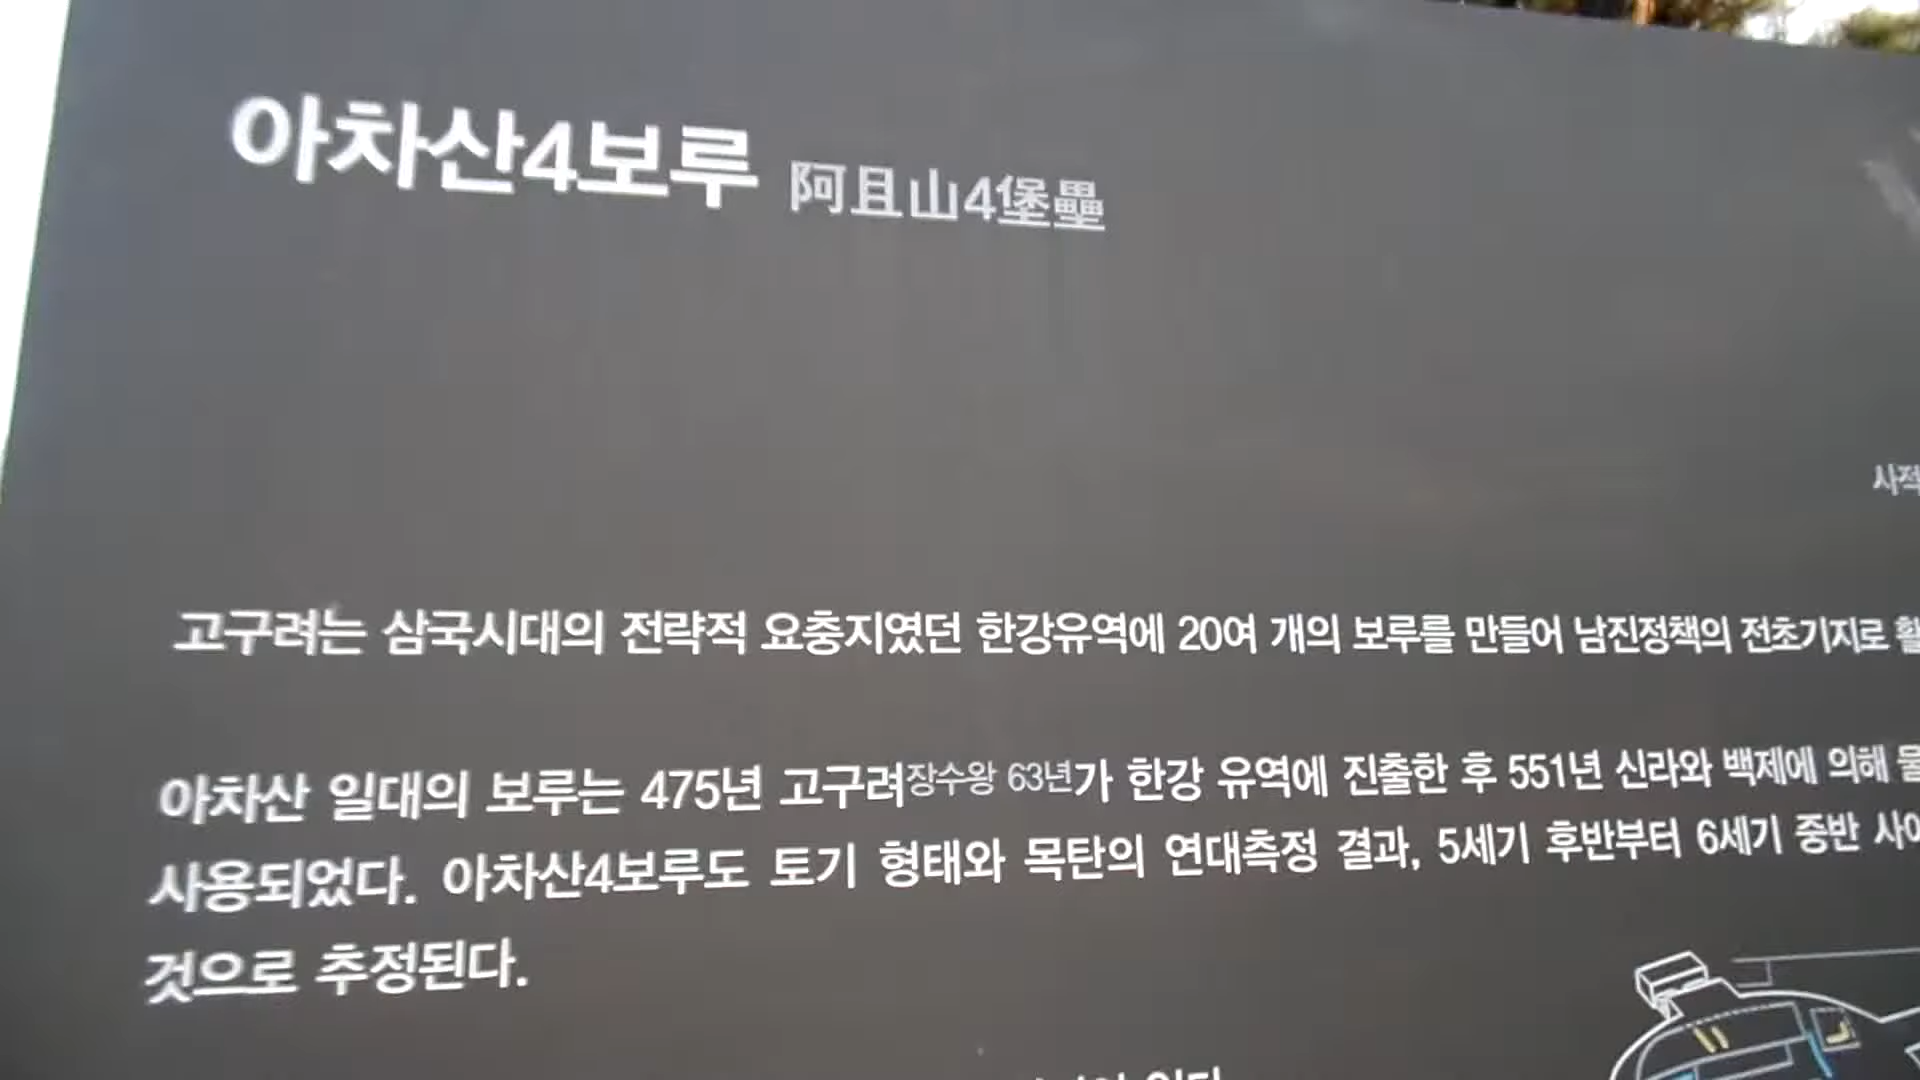 아차산4보루 阿且山4堡壘
사적
고구려는 삼국시대의 전략적 요충지였던 한강유역에 20여 개의 보루를 만들어 남진정책의 전초기지로
아차산 일대의 보루는 475년 고구려장수왕 63년가 한강 유역에 진출한 후 551년 신라와 백제에 의해
사용되었다. 아차산4보루도 토기 형태와 목탄의 연대측정 결과, 5세기 후반부터 6세기 중반
것으로 추정된다.